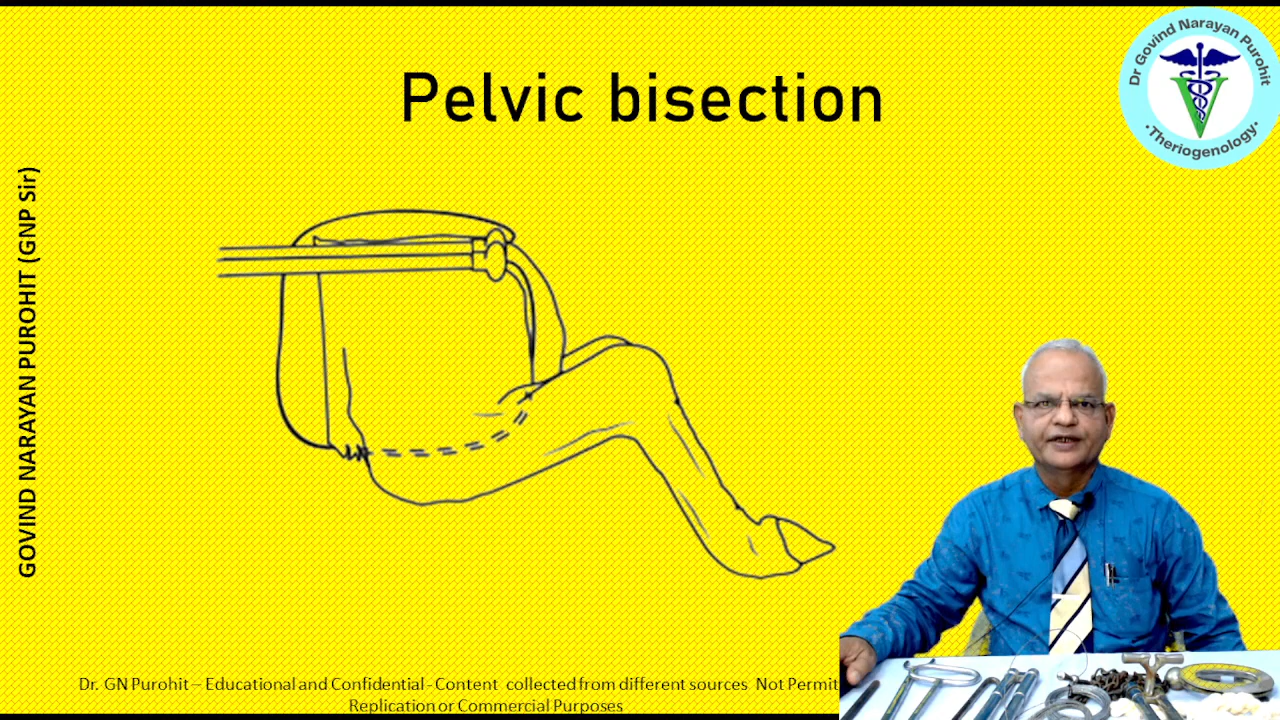 Pelvic bisection
Dr Govind Narayan Purohit
·Theriogenology·
GOVIND NARAYAN PUROHIT (GNP Sir)
Dr. GN Purohit – Educational and Confidential - Content collected from different sources Not Permit
Replication or Commercial Purposes